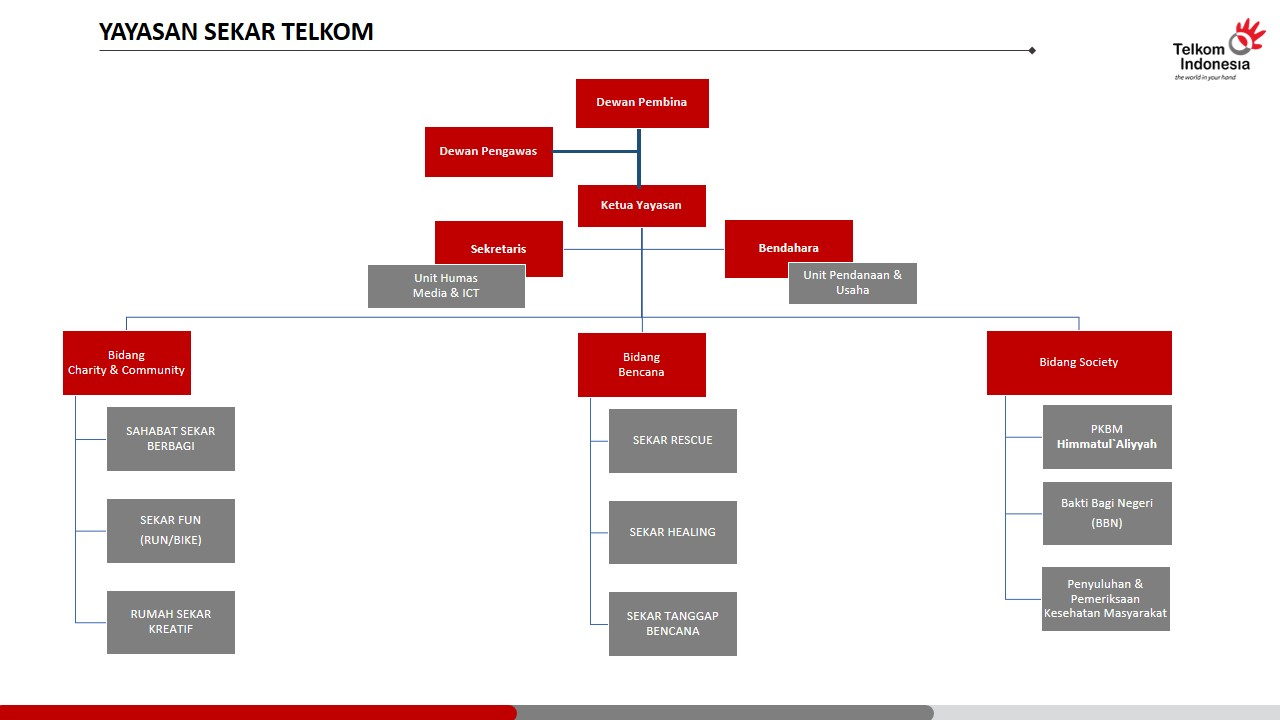 YAYASAN SEKAR TELKOM
Telkom
Indonesia
the world in your hand
Dewan Pembina
Dewan Pengawas
Ketua Yayasan
Sekretaris
Bendahara
Unit Humas
Media & ICT
Unit Pendanaan &
Usaha
Bidang
Charity & Community
Bidang
Bencana
Bidang Society
SAHABAT SEKAR
BERBAGI
SEKAR FUN
(RUN/BIKE)
RUMAH SEKAR
KREATIF
SEKAR RESCUE
SEKAR HEALING
SEKAR TANGGAP
BENCANA
PKBM
Himmatul`Aliyyah
Bakti Bagi Negeri
(BBN)
Penyuluhan &
Pemeriksaan
Kesehatan Masyarakat